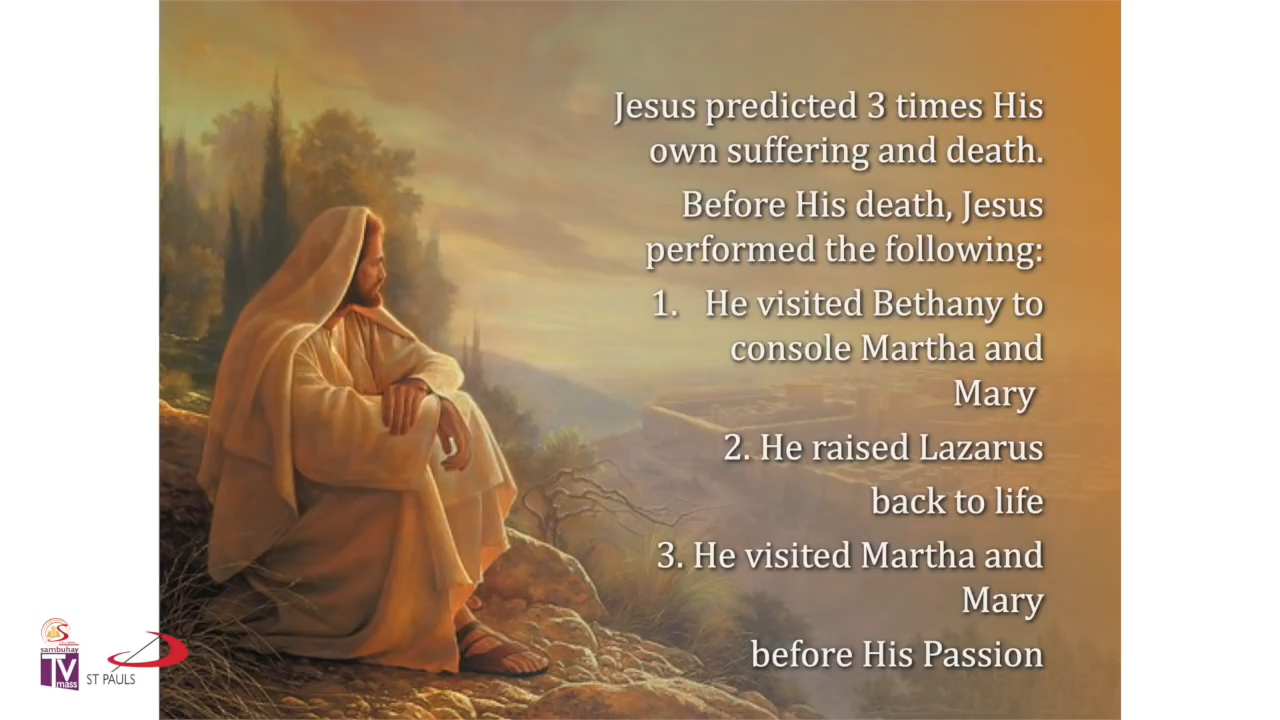 Jesus predicted 3 times His
own suffering and death.
Before His death, Jesus
performed the following:
1. He visited Bethany to
console Martha and
Mary
2. He raised Lazarus
back to life
3. He visited Martha and
Mary
before His Passion
sambuhay
TV
mass
ST PAULS